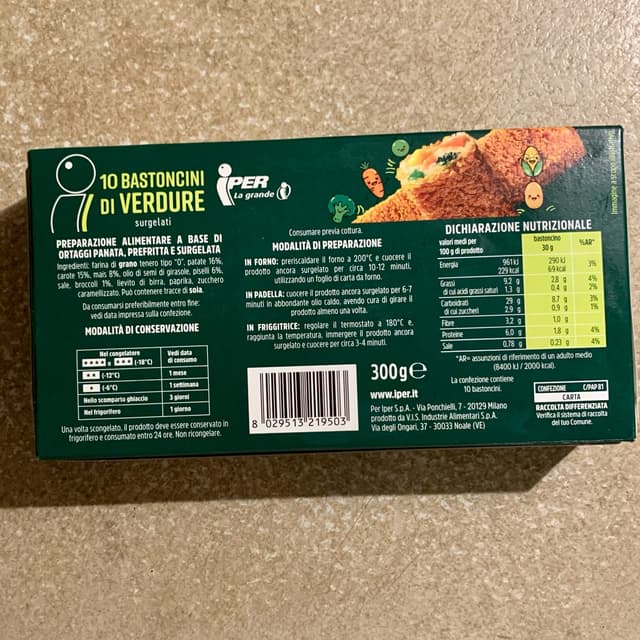 10 BASTONCINI
DI VERDURE
surgelati
IPER
La grande i
PREPARAZIONE ALIMENTARE A BASE DI
ORTAGGI PANATA, PREFRITTA E SURGELATA
Ingredienti: farina di grano tenero tipo "0", patate 16%,
carote 15%, mais 8%, olio di semi di girasole, piselli 6%,
sale, broccoli 1%, lievito di birra, paprika, zucchero
caramellizzato. Può contenere tracce di soia.
Da consumarsi preferibilmente entro fine:
vedi data impressa sulla confezione.
MODALITÀ DI CONSERVAZIONE
Nel congelatore Vedi data di consumo
(-18°C)
(-12°C) 1 mese
(-6°C) 1 settimana
Nello scomparto ghiaccio 3 giorni
Nel frigorifero 1 giorno
Una volta scongelato, il prodotto deve essere conservato in
frigorifero e consumato entro 24 ore. Non ricongelare.
Consumare previa cottura.
MODALITÀ DI PREPARAZIONE
IN FORNO: preriscaldare il forno a 200°C e cuocere il
prodotto ancora surgelato per circa 10-12 minuti,
utilizzando un foglio di carta da forno.
IN PADELLA: cuocere il prodotto ancora surgelato per 6-7
minuti in abbondante olio caldo, avendo cura di girare il
prodotto almeno una volta.
IN FRIGGITRICE: regolare il termostato a 180°C e,
raggiunta la temperatura, immergere il prodotto ancora
surgelato e cuocere per circa 3-4 minuti.
8 029513 219503
300g e
www.iper.it
Per Iper S.p.A. - Via Ponchielli, 7 - 20129 Milano
prodotto da V.I.S. Industrie Alimentari S.p.A.
Via degli Ongari, 37 - 30033 Noale (VE)
DICHIARAZIONE NUTRIZIONALE
valori medi per 100 g di prodotto bastoncino 30 g %AR*
Energia 961 kJ 290 kJ
229 kcal 69 kcal 3%
Grassi 9,2 g 2,8 g 4%
di cui acidi grassi saturi 1,3 g 0,4 g 2%
Carboidrati 29 g 8,7 g 3%
di cui zuccheri 2,9 g 0,9 g 1%
Fibre 3,2 g 1,0 g
Proteine 6,0 g 1,8 g 4%
Sale 0,78 g 0,23 g 4%
*AR= assunzioni di riferimento di un adulto medio
(8400 kJ / 2000 kcal).
La confezione contiene
10 bastoncini.
CONFEZIONE C/PAP 81
CARTA
RACCOLTA DIFFERENZIATA
Verifica il sistema di raccolta
del tuo Comune.